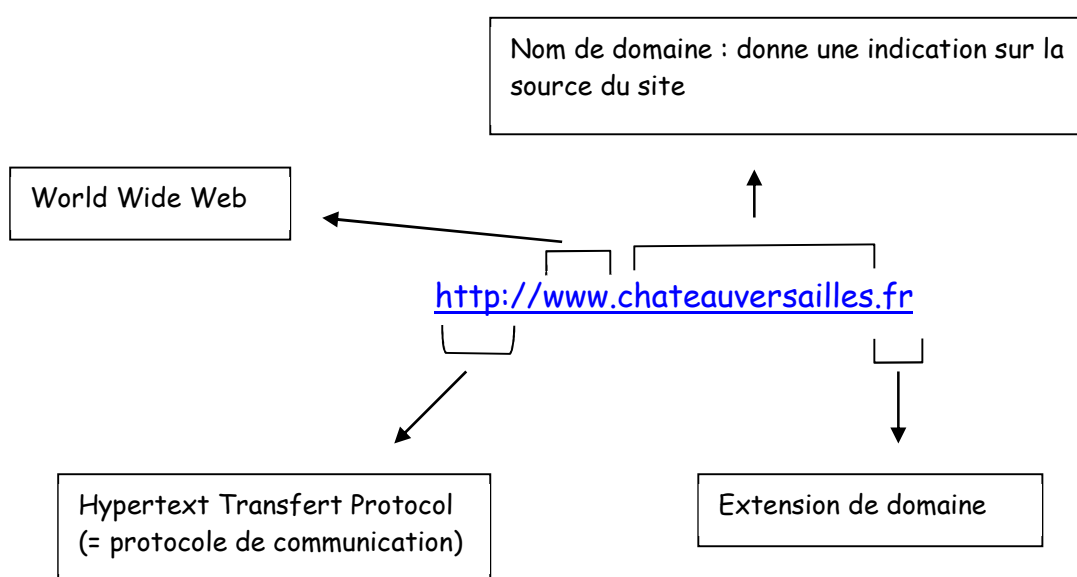 Nom de domaine : donne une indication sur la
source du site
World Wide Web
http://www.chateauversailles.fr
Hypertext Transfert Protocol
(= protocole de communication)
Extension de domaine